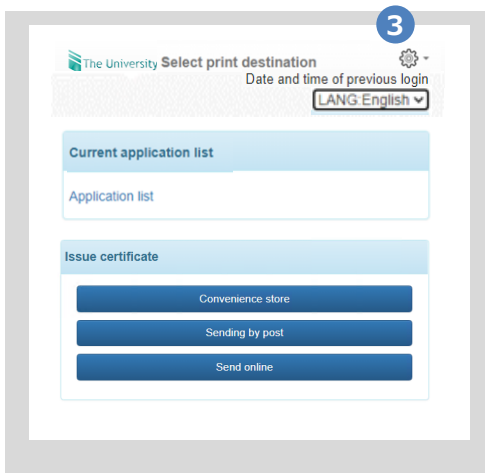 3
The University Select print destination
Date and time of previous login
LANG:English
Current application list
Application list
Issue certificate
Convenience store
Sending by post
Send online